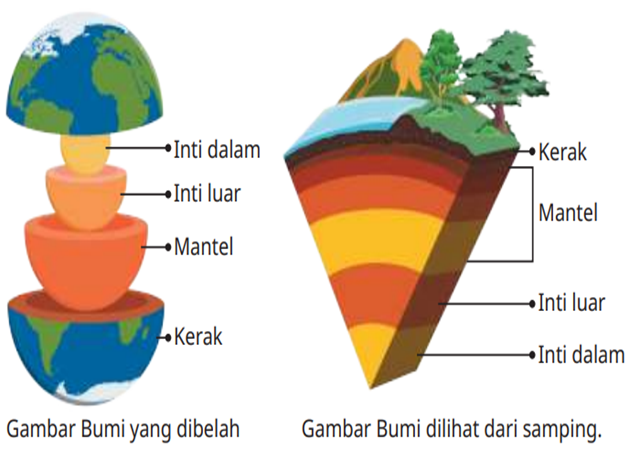 Inti dalam
Inti luar
Mantel
Kerak
Gambar Bumi yang dibelah
Kerak
Mantel
Inti luar
Inti dalam
Gambar Bumi dilihat dari samping.